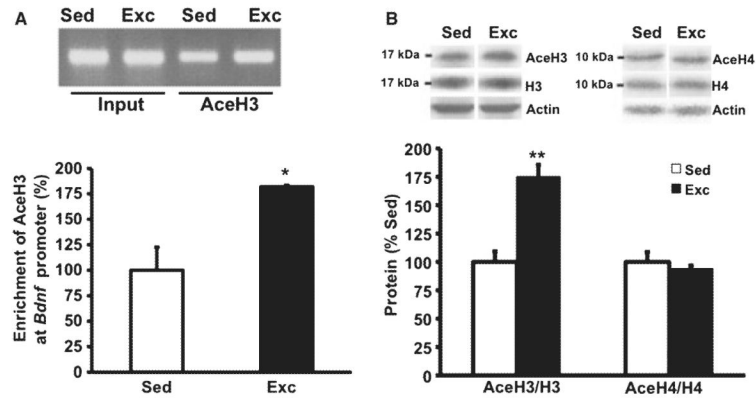 A
Sed Exc Sed Exc
Input AceH3
Enrichment of AceH3
at Bdnf promoter (%)
200
175
150
125
100
75
50
25
0
*
Sed Exc
B
Sed Exc
17 kDa AceH3
17 kDa H3
Actin
Sed Exc
10 kDa AceH4
10 kDa H4
Actin
Protein (% Sed)
200
175
150
125
100
75
50
25
0
**
Sed
Exc
AceH3/H3 AceH4/H4